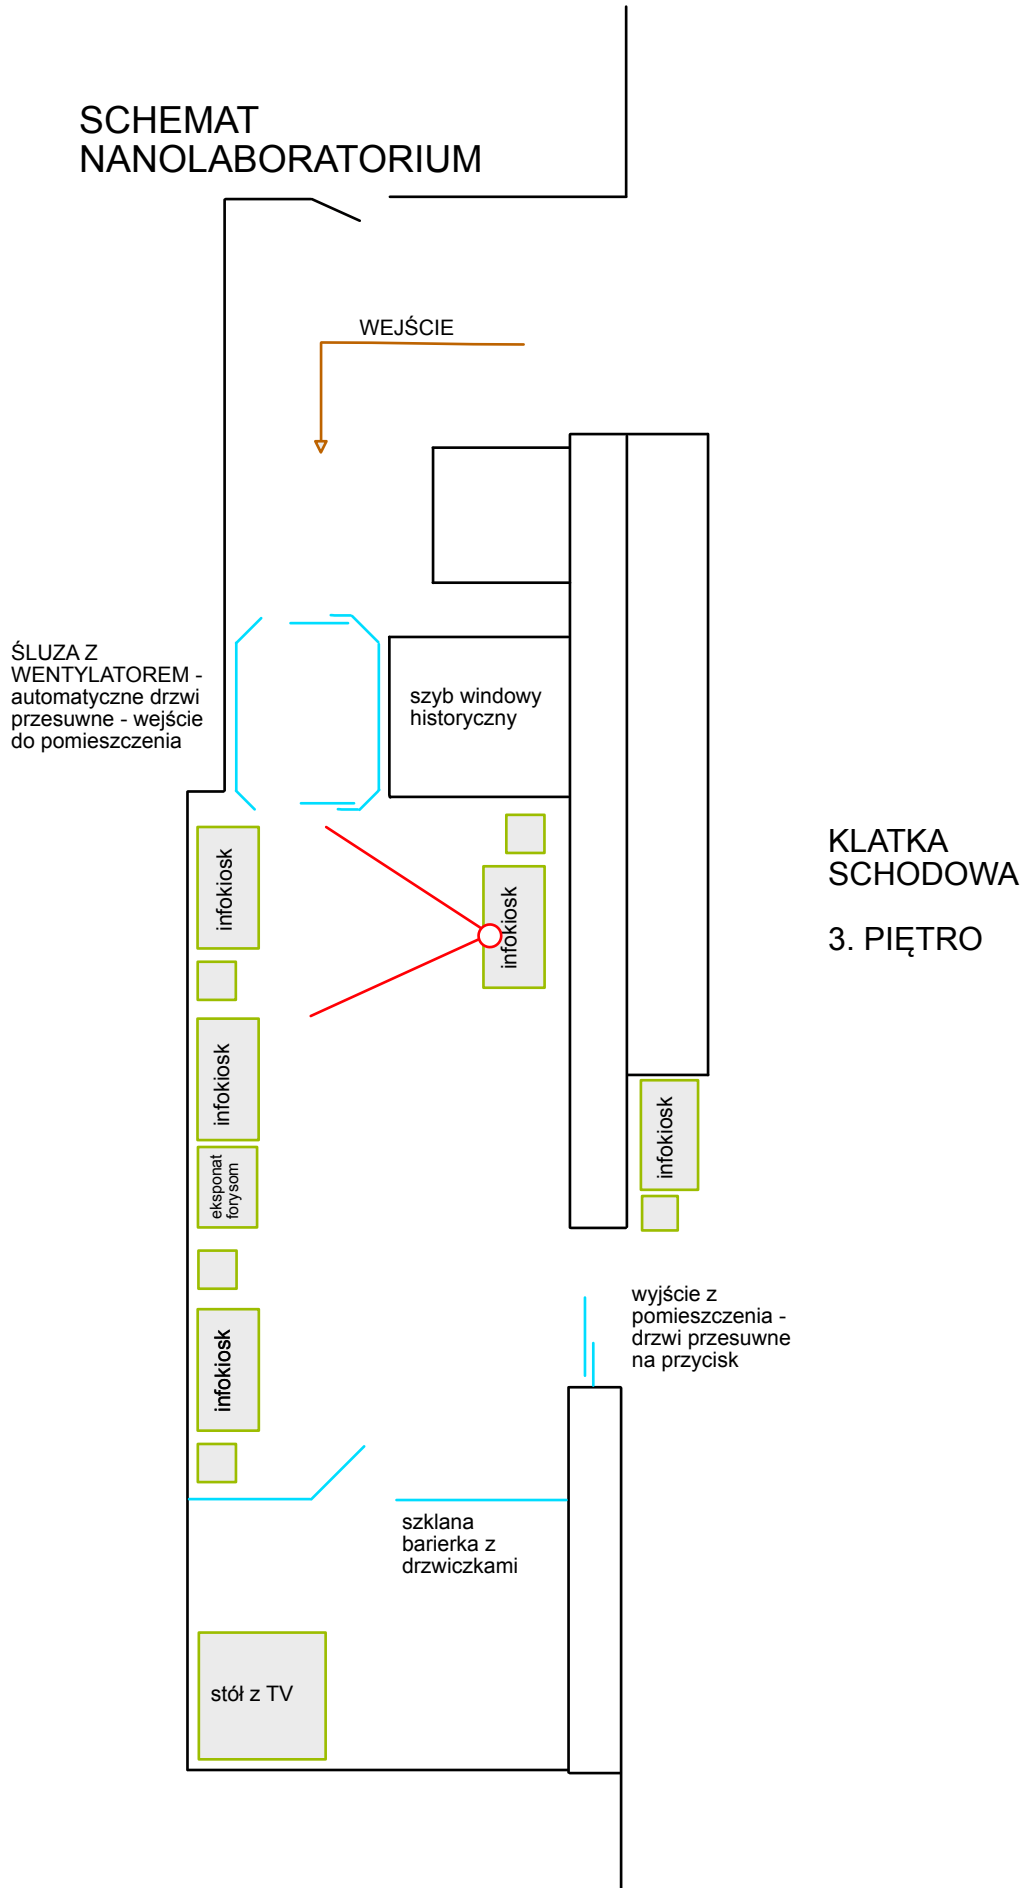 SCHEMAT
NANOLABORATORIUM
WEJŚCIE
ŚLUZA Z
WENTYLATOREM -
automatyczne drzwi
przesuwne - wejście
do pomieszczenia
szyb windowy
historyczny
infokiosk
infokiosk
KLATKA
SCHODOWA
3. PIĘTRO
infokiosk
infokiosk
eksponat
forysom
wyjście z
pomieszczenia -
drzwi przesuwne
na przycisk
infokiosk
szklana
barierka z
drzwiczkami
stół z TV